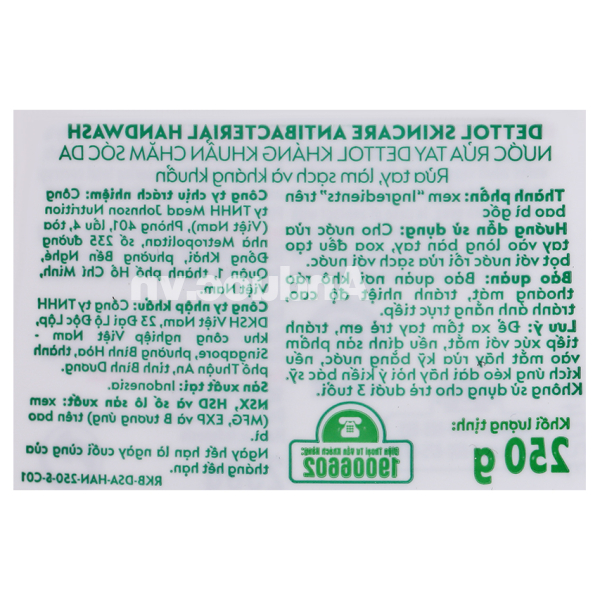 DETTOL SKINCARE ANTIBACTERIAL HANDWASH
NƯỚC RỬA TAY DETTOL KHÁNG KHUẨN CHĂM SÓC DA
Rửa tay, làm sạch và kháng khuẩn
Thành phần: xem "Ingredients" trên
bao bì gốc
Hướng dẫn sử dụng: Cho nước rửa
tay vào lòng bàn tay, xoa đều tạo
bọt với nước rồi rửa sạch với nước.
Bảo quản: Bảo quản nơi khô ráo
thoáng mát, tránh nhiệt độ cao,
tránh ánh nắng trực tiếp.
Lưu ý: Để xa tầm tay trẻ em, tránh
tiếp xúc với mắt, nếu dính sản phẩm
vào mắt hãy rửa kỹ bằng nước, nếu
kích ứng kéo dài hãy hỏi ý kiến bác sỹ.
Không sử dụng cho trẻ dưới 3 tuổi.
Khối lượng tịnh:
250 g
Điện Thoại Tư Vấn Khách Hàng:
19006602
Công ty chịu trách nhiệm: Công
ty TNHH Mead Johnson Nutrition
(Việt Nam), Phòng 401, lầu 4, tòa
nhà Metropolitan, số 235 đường
Đồng Khởi, phường Bến Nghé,
Quận 1, thành phố Hồ Chí Minh,
Việt Nam
Công ty nhập khẩu: Công ty TNHH
DKSH Việt Nam, 23 Đại Lộ Độc Lập,
khu công nghiệp Việt Nam -
Singapore, phường Bình Hòa, thành
phố Thuận An, tỉnh Bình Dương.
Sản xuất tại: Indonesia.
NSX, HSD và số lô sản xuất: xem
(MFG, EXP và B tương ứng) trên bao
bì.
Ngày hết hạn là ngày cuối cùng của
tháng hết hạn.
RKB-DSA-HAN-250-5-C01